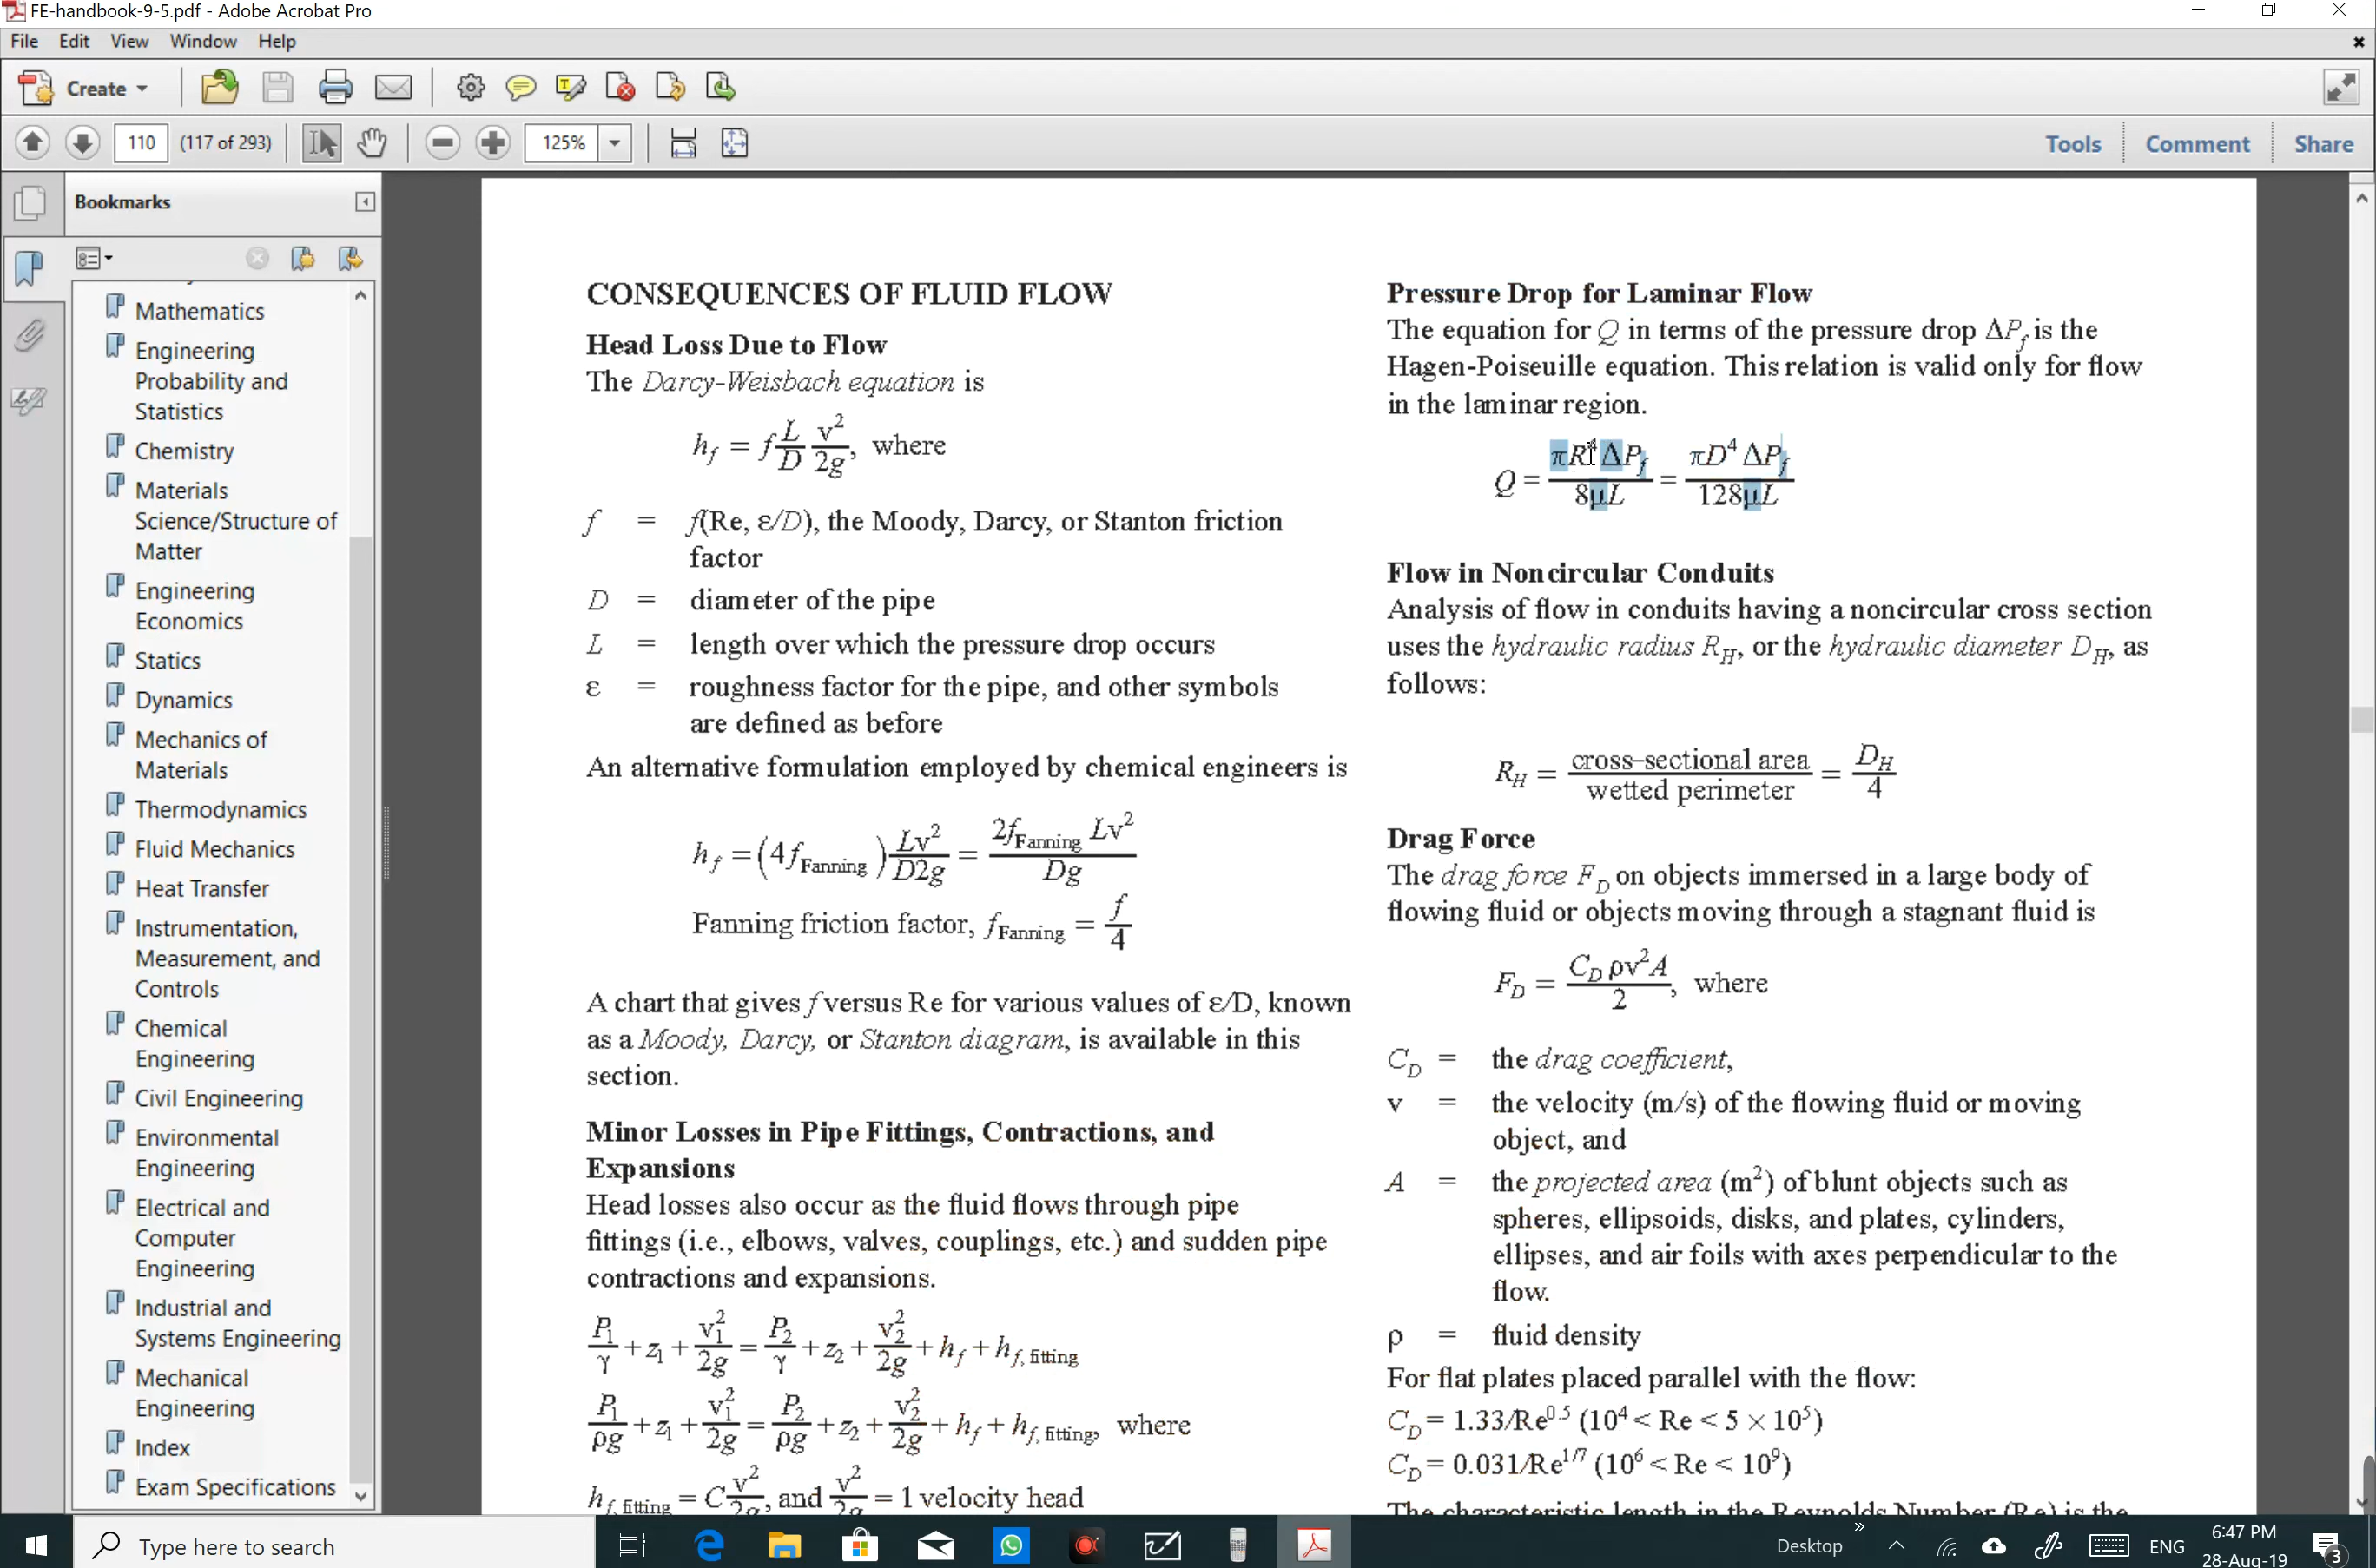 FE-handbook-9-5.pdf - Adobe Acrobat Pro
File Edit View Window Help
Create
110 (117 of 293) 125% Tools Comment Share
Bookmarks
Mathematics
Engineering
Probability and
Statistics
Chemistry
Materials
Science/Structure of
Matter
Engineering
Economics
Statics
Dynamics
Mechanics of
Materials
Thermodynamics
Fluid Mechanics
Heat Transfer
Instrumentation,
Measurement, and
Controls
Chemical
Engineering
Civil Engineering
Environmental
Engineering
Electrical and
Computer
Engineering
Industrial and
Systems Engineering
Mechanical
Engineering
Index
Exam Specifications
CONSEQUENCES OF FLUID FLOW
Head Loss Due to Flow
The Darcy-Weisbach equation is
h_f = f L/D v²/2g, where
f = f(Re, ε/D), the Moody, Darcy, or Stanton friction
factor
D = diameter of the pipe
L = length over which the pressure drop occurs
ε = roughness factor for the pipe, and other symbols
are defined as before
An alternative formulation employed by chemical engineers is
h_f = (4f_Fanning) Lv²/D2g = 2f_Fanning Lv²/Dg
Fanning friction factor, f_Fanning = f/4
A chart that gives f versus Re for various values of ε/D, known
as a Moody, Darcy, or Stanton diagram, is available in this
section.
Minor Losses in Pipe Fittings, Contractions, and
Expansions
Head losses also occur as the fluid flows through pipe
fittings (i.e., elbows, valves, couplings, etc.) and sudden pipe
contractions and expansions.
P₁/γ + z₁ + v₁²/2g = P₂/γ + z₂ + v₂²/2g + h_f + h_f, fitting
P₁/ρg + z₁ + v₁²/2g = P₂/ρg + z₂ + v₂²/2g + h_f + h_f, fitting, where
h_f, fitting = C v²/2g, and v²/2g = 1 velocity head
Pressure Drop for Laminar Flow
The equation for Q in terms of the pressure drop ΔP_f is the
Hagen-Poiseuille equation. This relation is valid only for flow
in the laminar region.
Q = πR⁴ΔP_f/8μL = πD⁴ΔP_f/128μL
Flow in Noncircular Conduits
Analysis of flow in conduits having a noncircular cross section
uses the hydraulic radius R_H, or the hydraulic diameter D_H, as
follows:
R_H = cross-sectional area/wetted perimeter = D_H/4
Drag Force
The drag force F_D on objects immersed in a large body of
flowing fluid or objects moving through a stagnant fluid is
F_D = C_D ρv²A/2, where
C_D = the drag coefficient,
v = the velocity (m/s) of the flowing fluid or moving
object, and
A = the projected area (m²) of blunt objects such as
spheres, ellipsoids, disks, and plates, cylinders,
ellipses, and air foils with axes perpendicular to the
flow.
ρ = fluid density
For flat plates placed parallel with the flow:
C_D = 1.33/Re⁰·⁵ (10⁴ < Re < 5 × 10⁵)
C_D = 0.031/Re¹/⁷ (10⁶ < Re < 10⁹)
The characteristic length in the Reynolds Number (Re) is the
Type here to search
Desktop ENG 6:47 PM
28-Aug-19
3